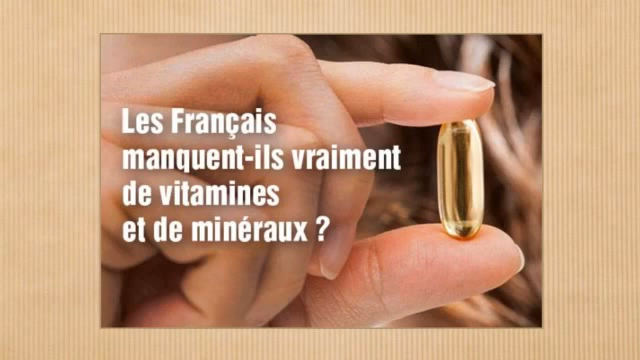 Les Français
manquent-ils vraiment
de vitamines
et de minéraux ?